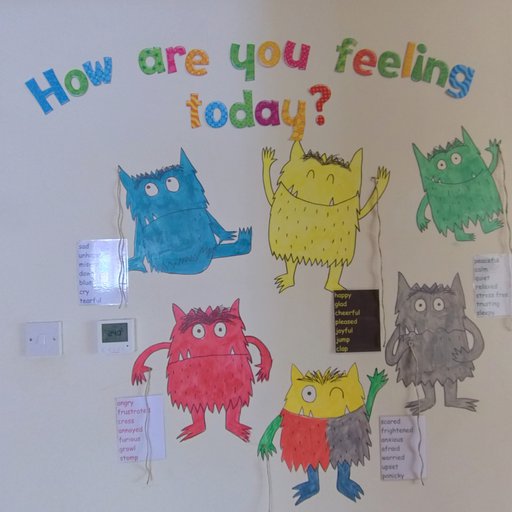 How are you feeling
today?
sad
unhappy
down
blue
cry
tearful
happy
glad
cheerful
pleased
joyful
jump
clap
peaceful
calm
quiet
relaxed
stress free
trusting
sleepy
angry
frustrated
cross
annoyed
furious
growl
stomp
scared
frightened
anxious
afraid
worried
upset
panicky